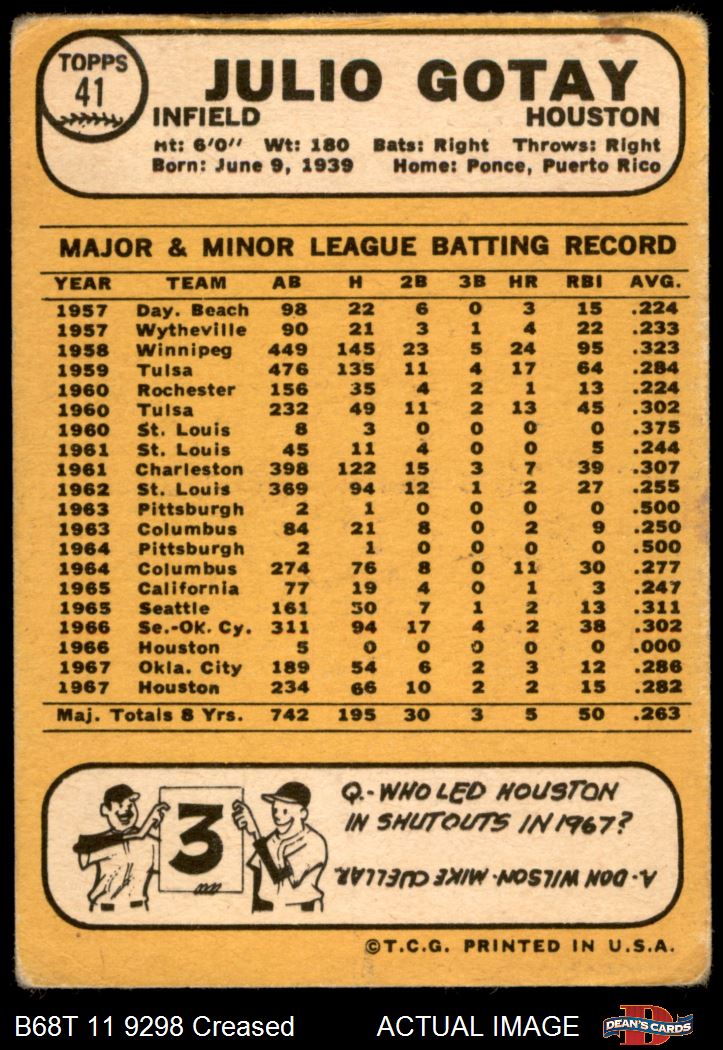 TOPPS
41
JULIO GOTAY
INFIELD HOUSTON
Ht: 6'0" Wt: 180 Bats: Right Throws: Right
Born: June 9, 1939 Home: Ponce, Puerto Rico
MAJOR & MINOR LEAGUE BATTING RECORD
YEAR TEAM AB H 2B 3B HR RBI AVG.
1957 Day. Beach 98 22 6 0 3 15 .224
1957 Wytheville 90 21 3 1 4 22 .233
1958 Winnipeg 449 145 23 5 24 95 .323
1959 Tulsa 476 135 11 4 17 64 .284
1960 Rochester 156 35 4 2 1 13 .224
1960 Tulsa 232 49 11 2 13 45 .302
1960 St. Louis 8 3 0 0 0 0 .375
1961 St. Louis 45 11 4 0 0 5 .244
1961 Charleston 398 122 15 3 7 39 .307
1962 St. Louis 369 94 12 1 2 27 .255
1963 Pittsburgh 2 1 0 0 0 0 .500
1963 Columbus 84 21 8 0 2 9 .250
1964 Pittsburgh 2 1 0 0 0 0 .500
1964 Columbus 274 76 8 0 11 30 .277
1965 California 77 19 4 0 1 3 .247
1965 Seattle 161 50 7 1 2 13 .311
1966 Se.-OK. Cy. 311 94 17 4 2 38 .302
1966 Houston 5 0 0 0 0 0 .000
1967 Okla. City 189 54 6 2 3 12 .286
1967 Houston 234 66 10 2 2 15 .282
Maj. Totals 8 Yrs. 742 195 30 3 5 50 .263
3
Q.- WHO LED HOUSTON
IN SHUTOUTS IN 1967?
A- DON WILSON-MIKE CUELLAR
©T.C.G. PRINTED IN U.S.A.
B68T 11 9298 Creased ACTUAL IMAGE D DEAN'S CARDS